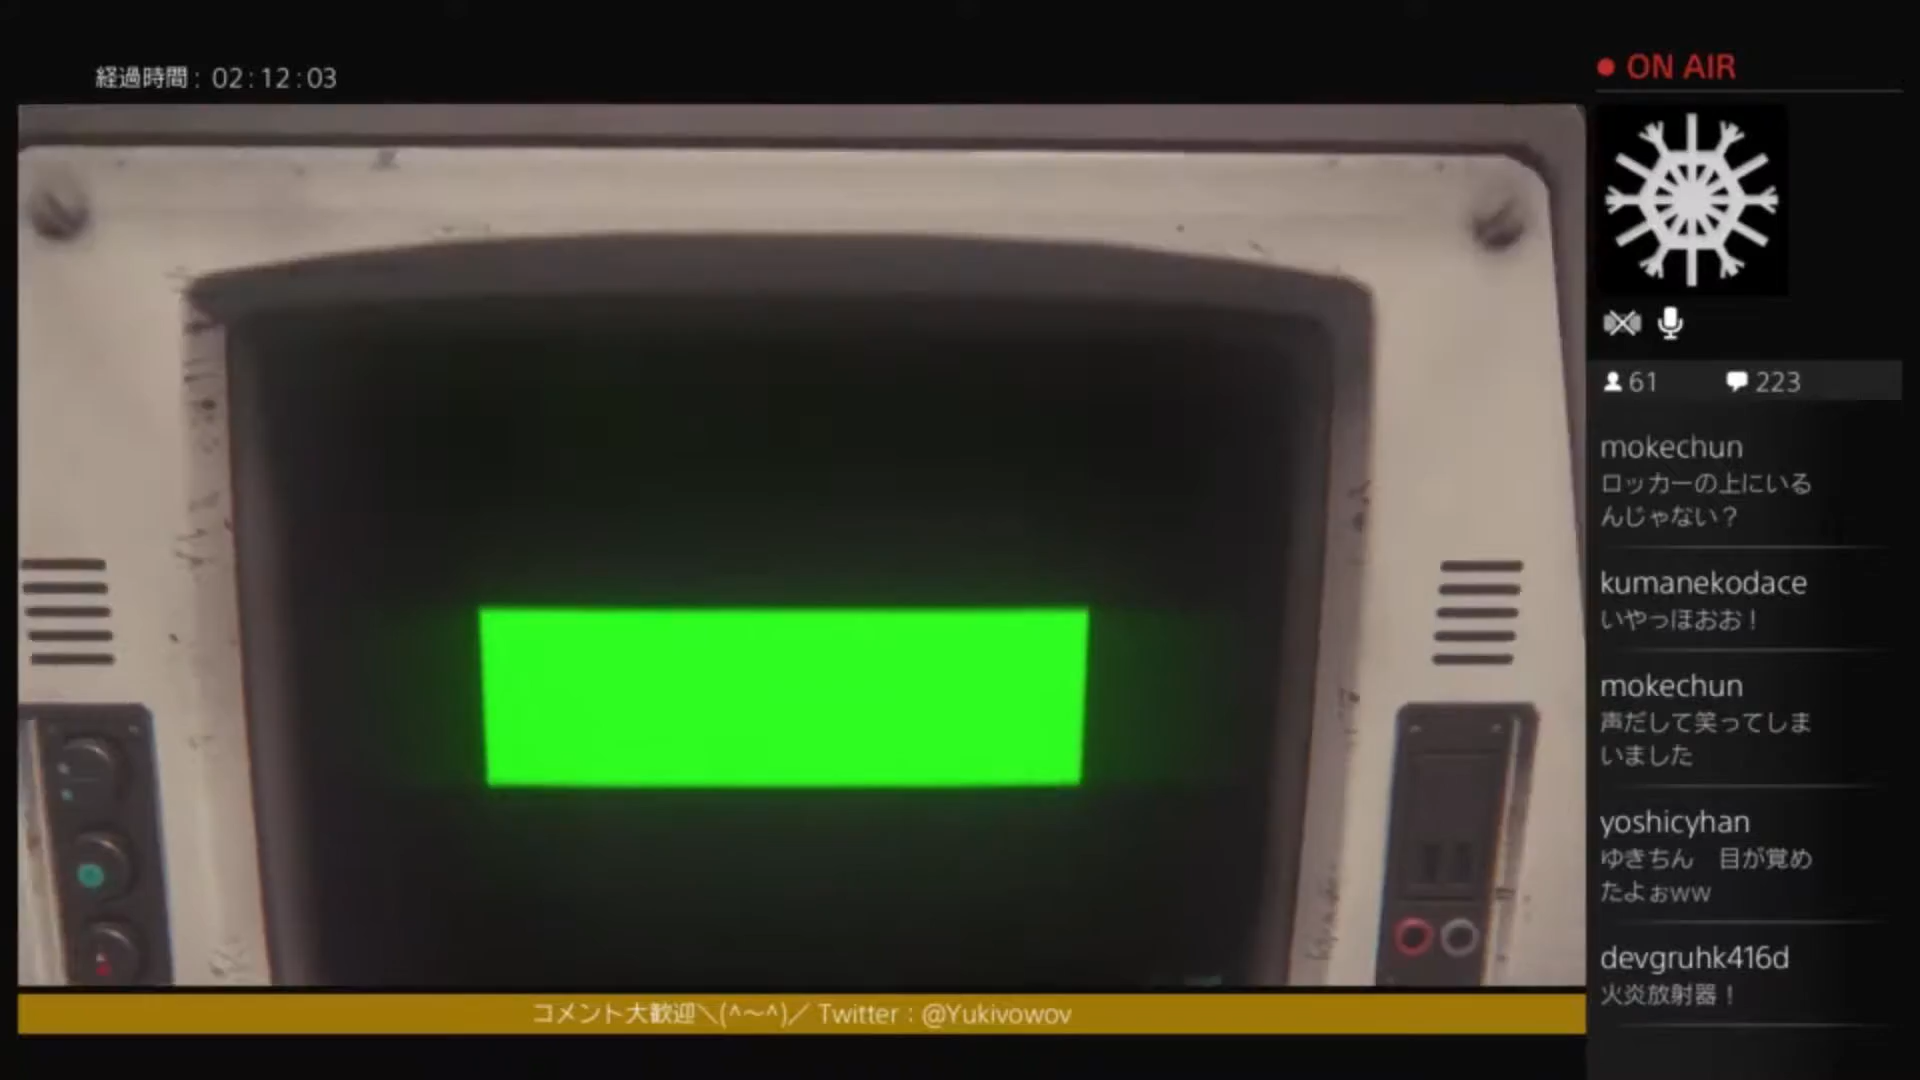 経過時間 : 02 : 12 : 03
ON AIR
61
223
mokechun
ロッカーの上にいる
んじゃない？
kumanekodace
いやっほおお！
mokechun
声だして笑ってしま
いました
yoshicyhan
ゆきちん　目が覚め
たよぉww
devgruhk416d
火炎放射器！
コメント大歓迎＼(^〜^)／ Twitter : @Yukivowov